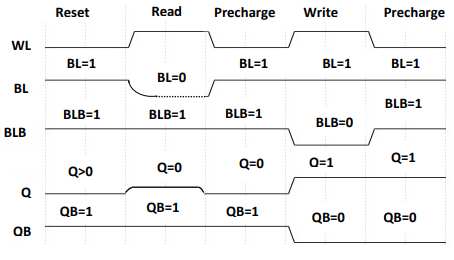 Reset Read Precharge Write Precharge
WL
BL=1 BL=0 BL=1 BL=1 BL=1
BL
BLB=1 BLB=1 BLB=1 BLB=0 BLB=1
BLB
Q>0 Q=0 Q=0 Q=1 Q=1
Q
QB=1 QB=1 QB=1 QB=0 QB=0
QB